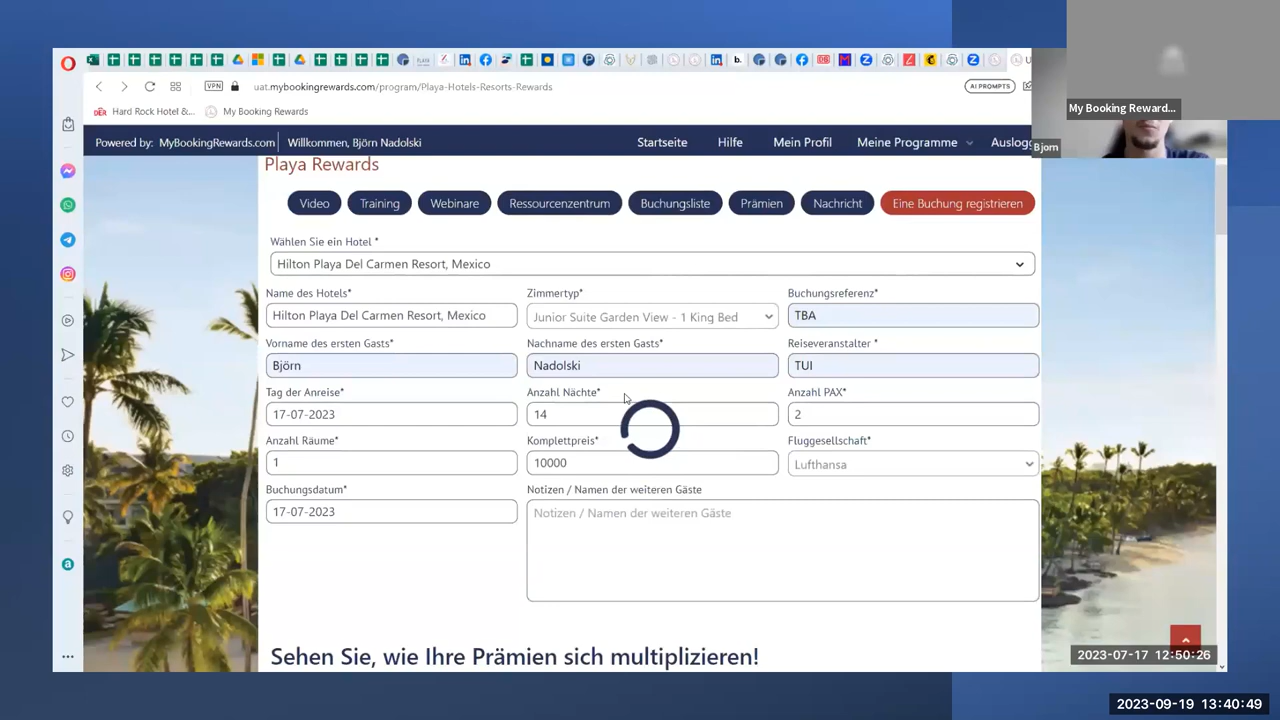 VPN
uat.mybookingrewards.com/program/Playa-Hotels-Resorts-Rewards
AI PROMPTS
My Booking Reward...
DER
Hard Rock Hotel &...
My Booking Rewards
Bjorn
Powered by: MyBookingRewards.com
Willkommen, Björn Nadolski
Startseite
Hilfe
Mein Profil
Meine Programme
Auslogg
Playa Rewards
Video
Training
Webinare
Ressourcenzentrum
Buchungsliste
Prämien
Nachricht
Eine Buchung registrieren
Wählen Sie ein Hotel *
Hilton Playa Del Carmen Resort, Mexico
Name des Hotels*
Zimmertyp*
Buchungsreferenz*
Hilton Playa Del Carmen Resort, Mexico
Junior Suite Garden View - 1 King Bed
TBA
Vorname des ersten Gasts*
Nachname des ersten Gasts*
Reiseveranstalter *
Björn
Nadolski
TUI
Tag der Anreise*
Anzahl Nächte*
Anzahl PAX*
17-07-2023
14
2
Anzahl Räume*
Komplettpreis*
Fluggesellschaft*
1
10000
Lufthansa
Buchungsdatum*
Notizen / Namen der weiteren Gäste
17-07-2023
Notizen / Namen der weiteren Gäste
Sehen Sie, wie Ihre Prämien sich multiplizieren!
2023-07-17 12:50:26
2023-09-19 13:40:49